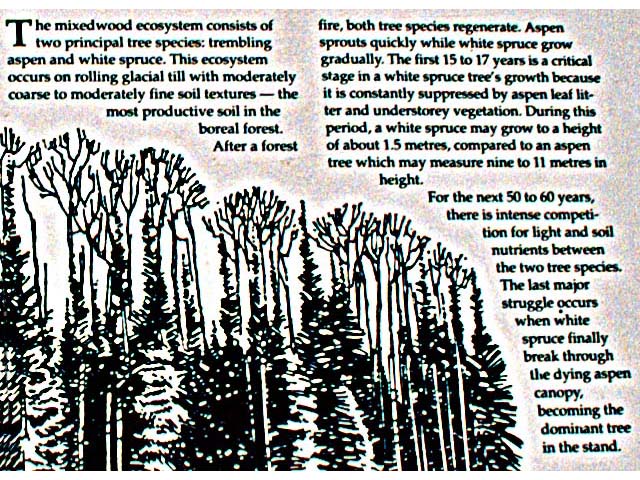 The mixedwood ecosystem consists of
two principal tree species: trembling
aspen and white spruce. This ecosystem
occurs on rolling glacial till with moderately
coarse to moderately fine soil textures — the
most productive soil in the
boreal forest.
After a forest
fire, both tree species regenerate. Aspen
sprouts quickly while white spruce grow
gradually. The first 15 to 17 years is a critical
stage in a white spruce tree's growth because
it is constantly suppressed by aspen leaf lit-
ter and understorey vegetation. During this
period, a white spruce may grow to a height
of about 1.5 metres, compared to an aspen
tree which may measure nine to 11 metres in
height.
For the next 50 to 60 years,
there is intense competi-
tion for light and soil
nutrients between
the two tree species.
The last major
struggle occurs
when white
spruce finally
break through
the dying aspen
canopy,
becoming the
dominant tree
in the stand.